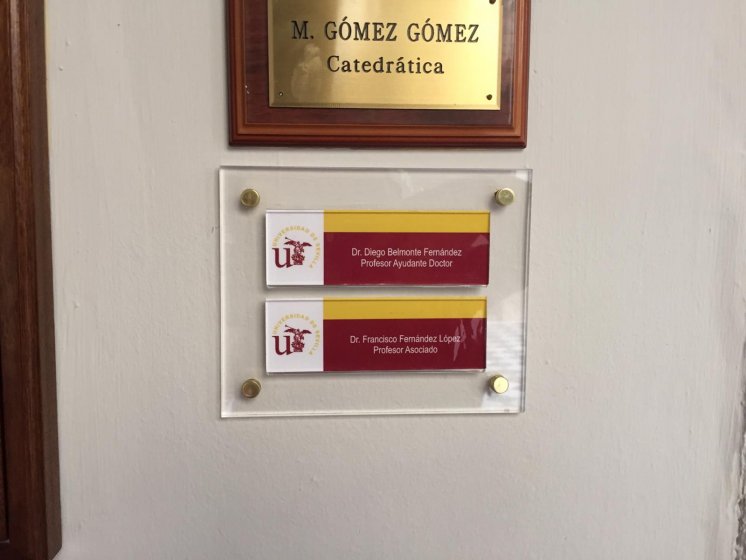 M. GÓMEZ GÓMEZ
Catedrática
UNIVERSIDAD DE SEVILLA
Dr. Diego Belmonte Fernández
Profesor Ayudante Doctor
UNIVERSIDAD DE SEVILLA
Dr. Francisco Fernández López
Profesor Asociado